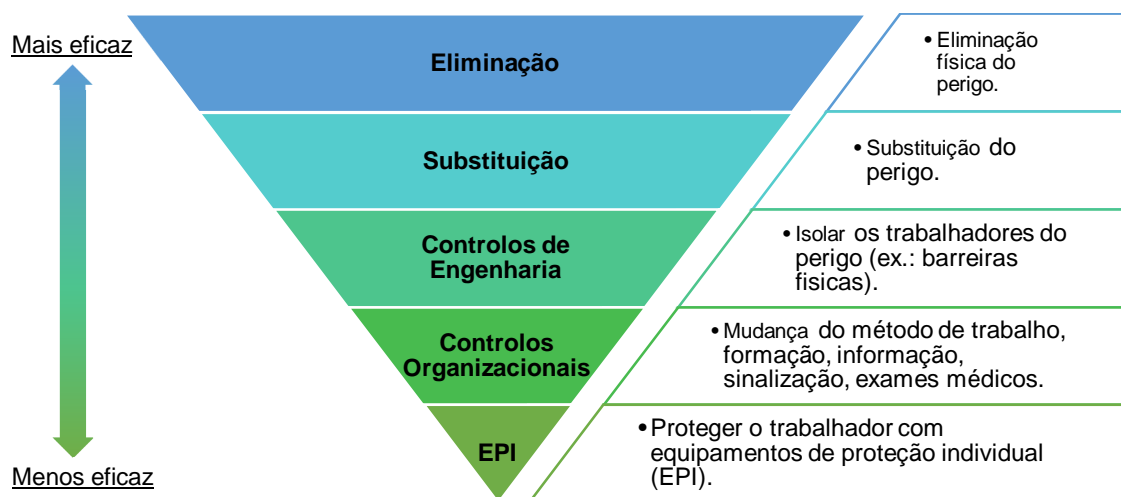 Mais eficaz
Eliminação
• Eliminação
física do
perigo.
Substituição
• Substituição do
perigo.
Controlos de
Engenharia
• Isolar os trabalhadores do
perigo (ex.: barreiras
fisicas).
Controlos
Organizacionais
• Mudança do método de trabalho,
formação, informação,
sinalização, exames médicos.
EPI
• Proteger o trabalhador com
equipamentos de proteção individual
(EPI).
Menos eficaz